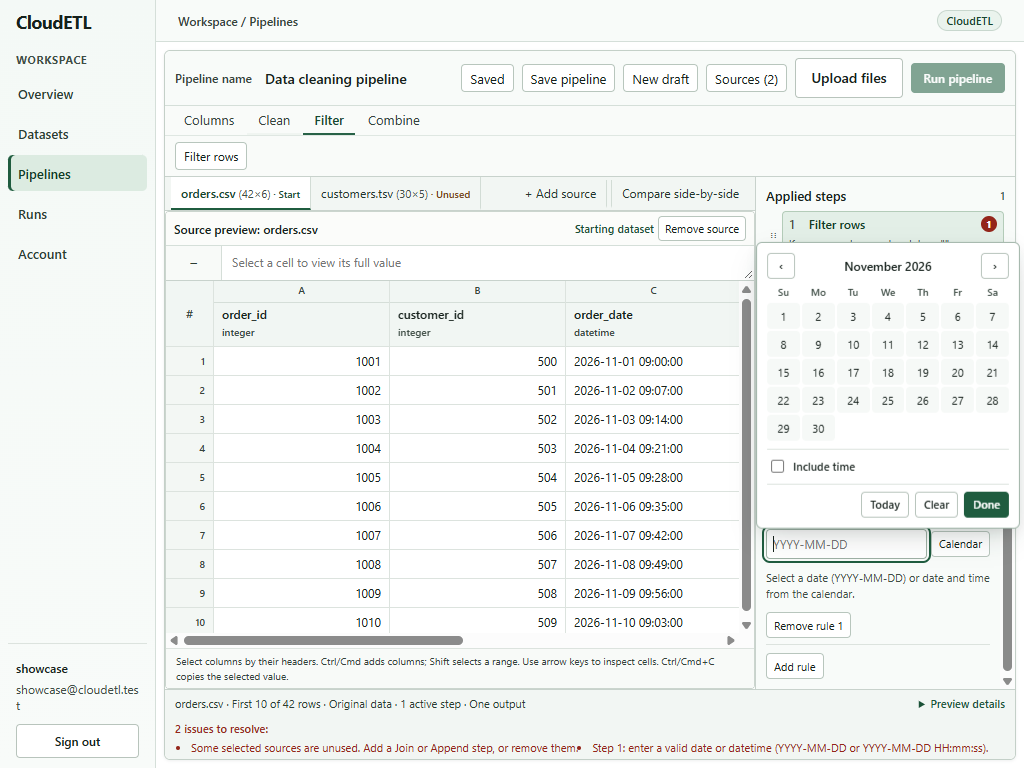 CloudETL
WORKSPACE
Overview
Datasets
Pipelines
Runs
Account
showcase
showcase@cloudetl.tes
t
Sign out
Workspace / Pipelines
CloudETL
Pipeline name Data cleaning pipeline Saved Save pipeline New draft Sources (2) Upload files Run pipeline
Columns Clean Filter Combine
Filter rows
orders.csv (42×6) · Start customers.tsv (30×5) · Unused + Add source Compare side-by-side
Source preview: orders.csv Starting dataset Remove source
– Select a cell to view its full value
A B C
# order_id customer_id order_date
integer integer datetime
1 1001 500 2026-11-01 09:00:00
2 1002 501 2026-11-02 09:07:00
3 1003 502 2026-11-03 09:14:00
4 1004 503 2026-11-04 09:21:00
5 1005 504 2026-11-05 09:28:00
6 1006 505 2026-11-06 09:35:00
7 1007 506 2026-11-07 09:42:00
8 1008 507 2026-11-08 09:49:00
9 1009 508 2026-11-09 09:56:00
10 1010 509 2026-11-10 09:03:00
Select columns by their headers. Ctrl/Cmd adds columns; Shift selects a range. Use arrow keys to inspect cells. Ctrl/Cmd+C
copies the selected value.
Applied steps 1
1 Filter rows 1
‹ November 2026 ›
Su Mo Tu We Th Fr Sa
1 2 3 4 5 6 7
8 9 10 11 12 13 14
15 16 17 18 19 20 21
22 23 24 25 26 27 28
29 30
Include time
Today Clear Done
YYYY-MM-DD Calendar
Select a date (YYYY-MM-DD) or date and time
from the calendar.
Remove rule 1
Add rule
orders.csv · First 10 of 42 rows · Original data · 1 active step · One output
▶ Preview details
2 issues to resolve:
• Some selected sources are unused. Add a Join or Append step, or remove them.
• Step 1: enter a valid date or datetime (YYYY-MM-DD or YYYY-MM-DD HH:mm:ss).